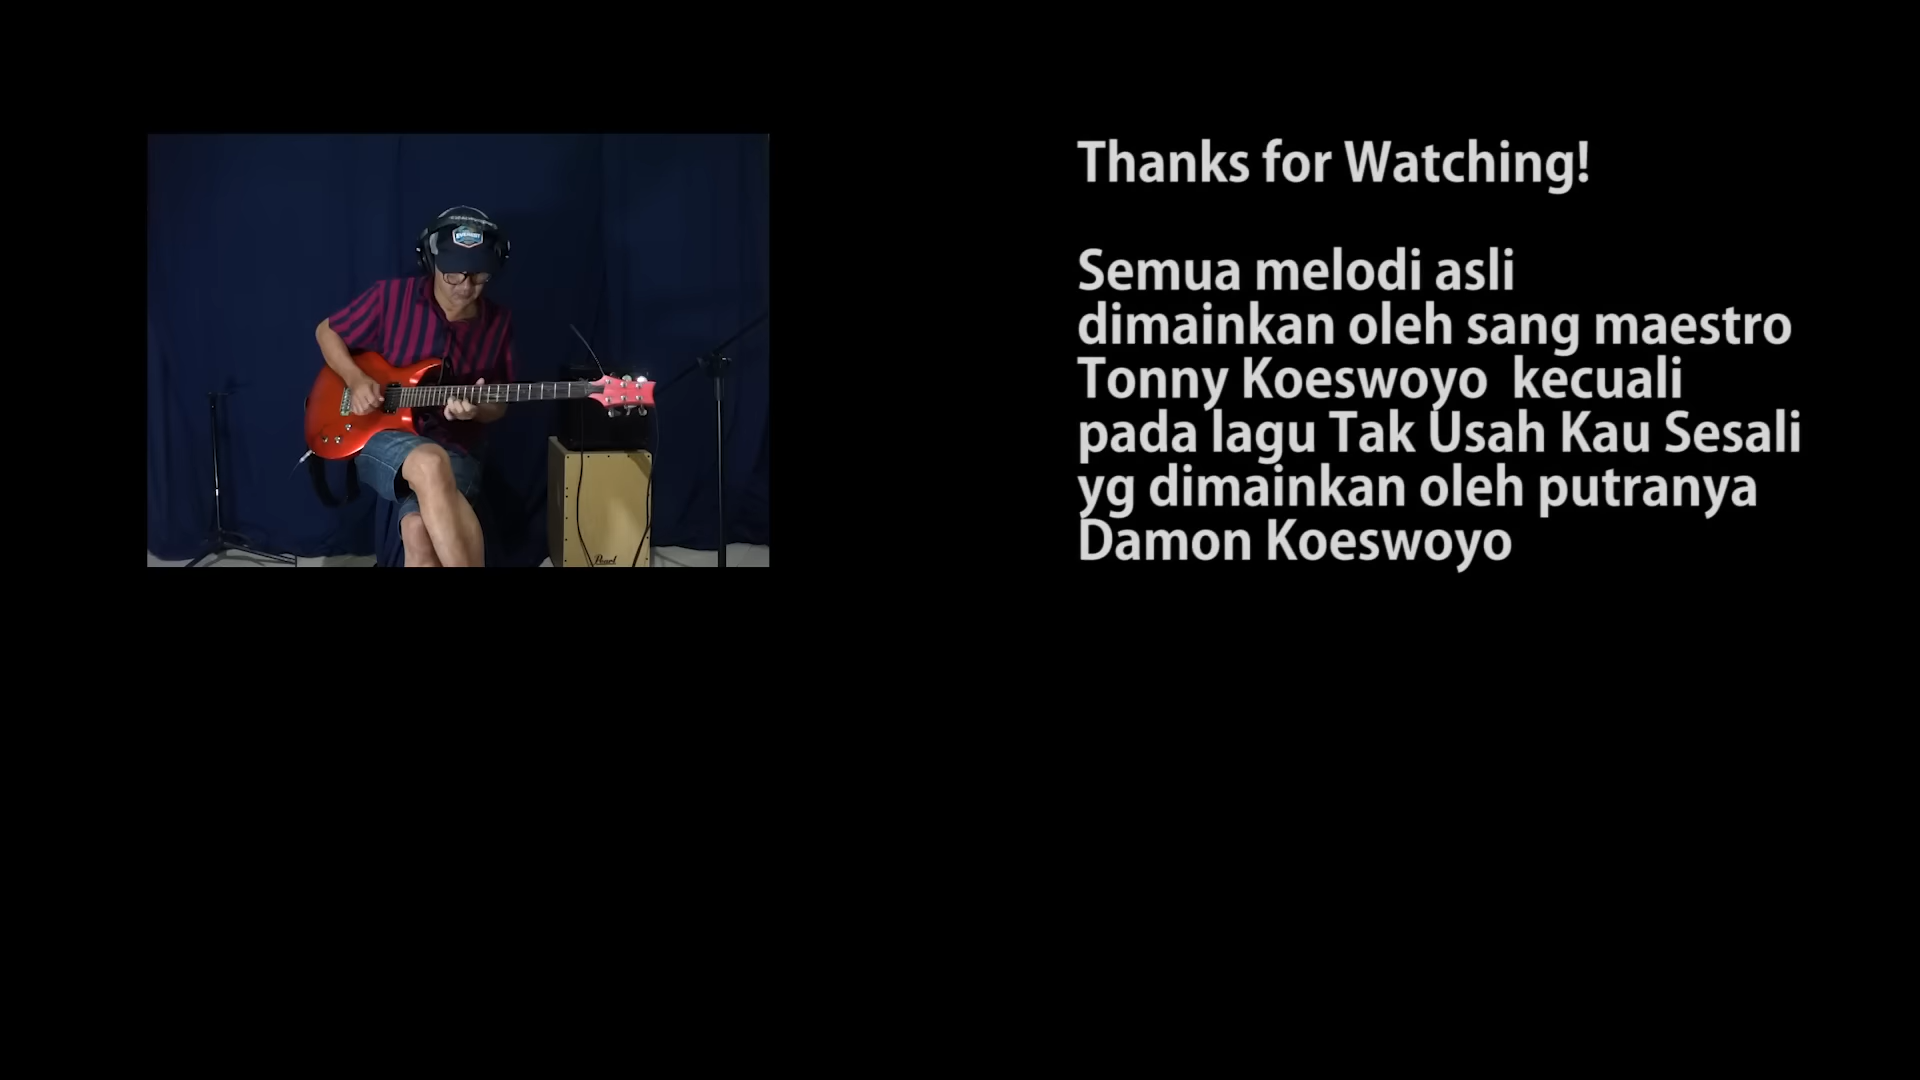 Thanks for Watching!
Semua melodi asli
dimainkan oleh sang maestro
Tonny Koeswoyo  kecuali
pada lagu Tak Usah Kau Sesali
yg dimainkan oleh putranya
Damon Koeswoyo
Pearl